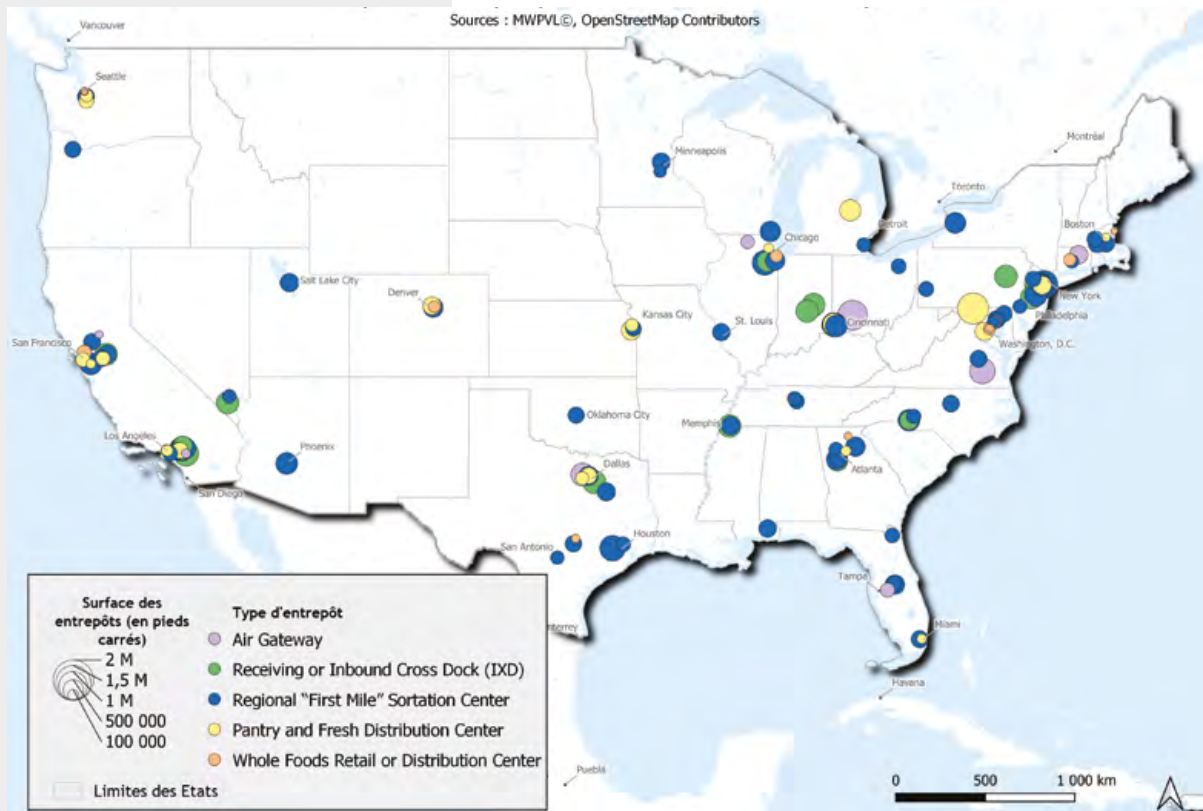 Sources : MWPVL©, OpenStreetMap Contributors
Vancouver
Seattle
Montréal
Minneapolis
Toronto
Boston
Detroit
Chicago
Salt Lake City
Denver
New York
Kansas City
St. Louis
Cincinnati
Philadelphia
San Francisco
Washington, D.C.
Oklahoma City
Memphis
Los Angeles
Phoenix
Dallas
Atlanta
San Diego
San Antonio
Houston
Tampa
Miami
Havana
Puebla
Surface des
entrepôts (en pieds
carrés)
2 M
1,5 M
1 M
500 000
100 000
Limites des Etats
Type d'entrepôt
Air Gateway
Receiving or Inbound Cross Dock (IXD)
Regional “First Mile” Sortation Center
Pantry and Fresh Distribution Center
Whole Foods Retail or Distribution Center
0 500 1 000 km